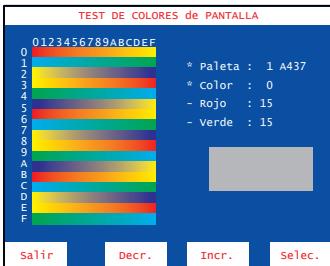 TEST DE COLORES de PANTALLA
0123456789ABCDEF
0
1
2
3
4
5
6
7
8
9
A
B
C
D
E
F
* Paleta : 1 A437
* Color : 0
- Rojo : 15
- Verde : 15
Salir Decr. Incr. Selec.